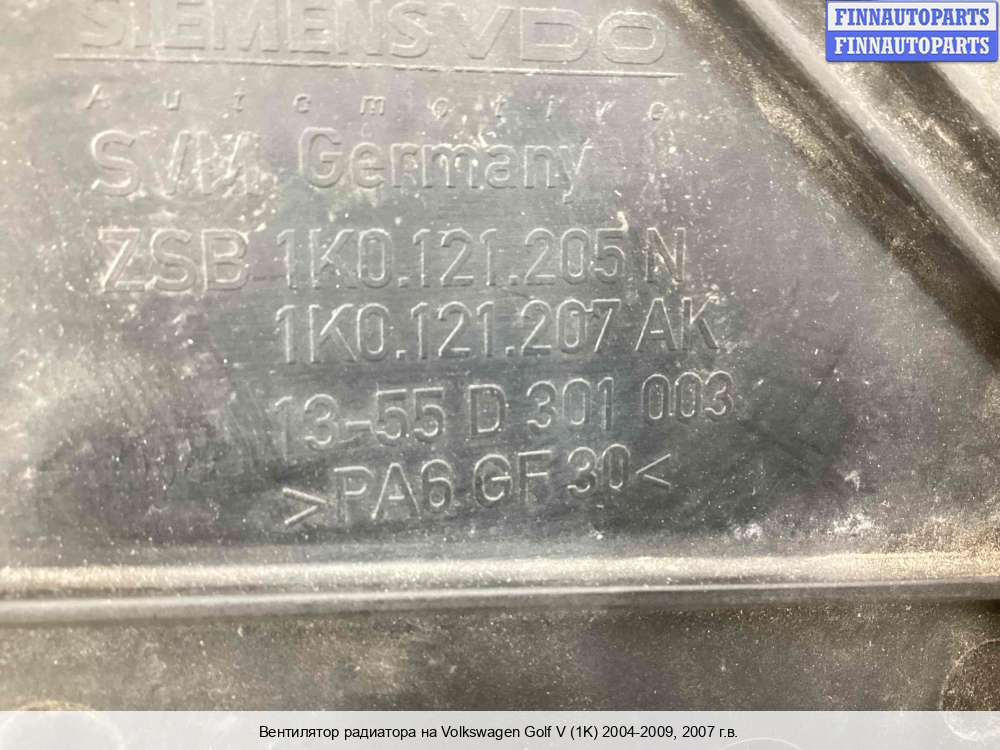 FINNAUTOPARTS
FINNAUTOPARTS
SIEMENS VDO
Automotive
Germany
ZSB 1K0.121.205 N
1K0.121.207 AK
13-55 D 301 003
>PA6 GF 30<
Вентилятор радиатора на Volkswagen Golf V (1K) 2004-2009, 2007 г.в.